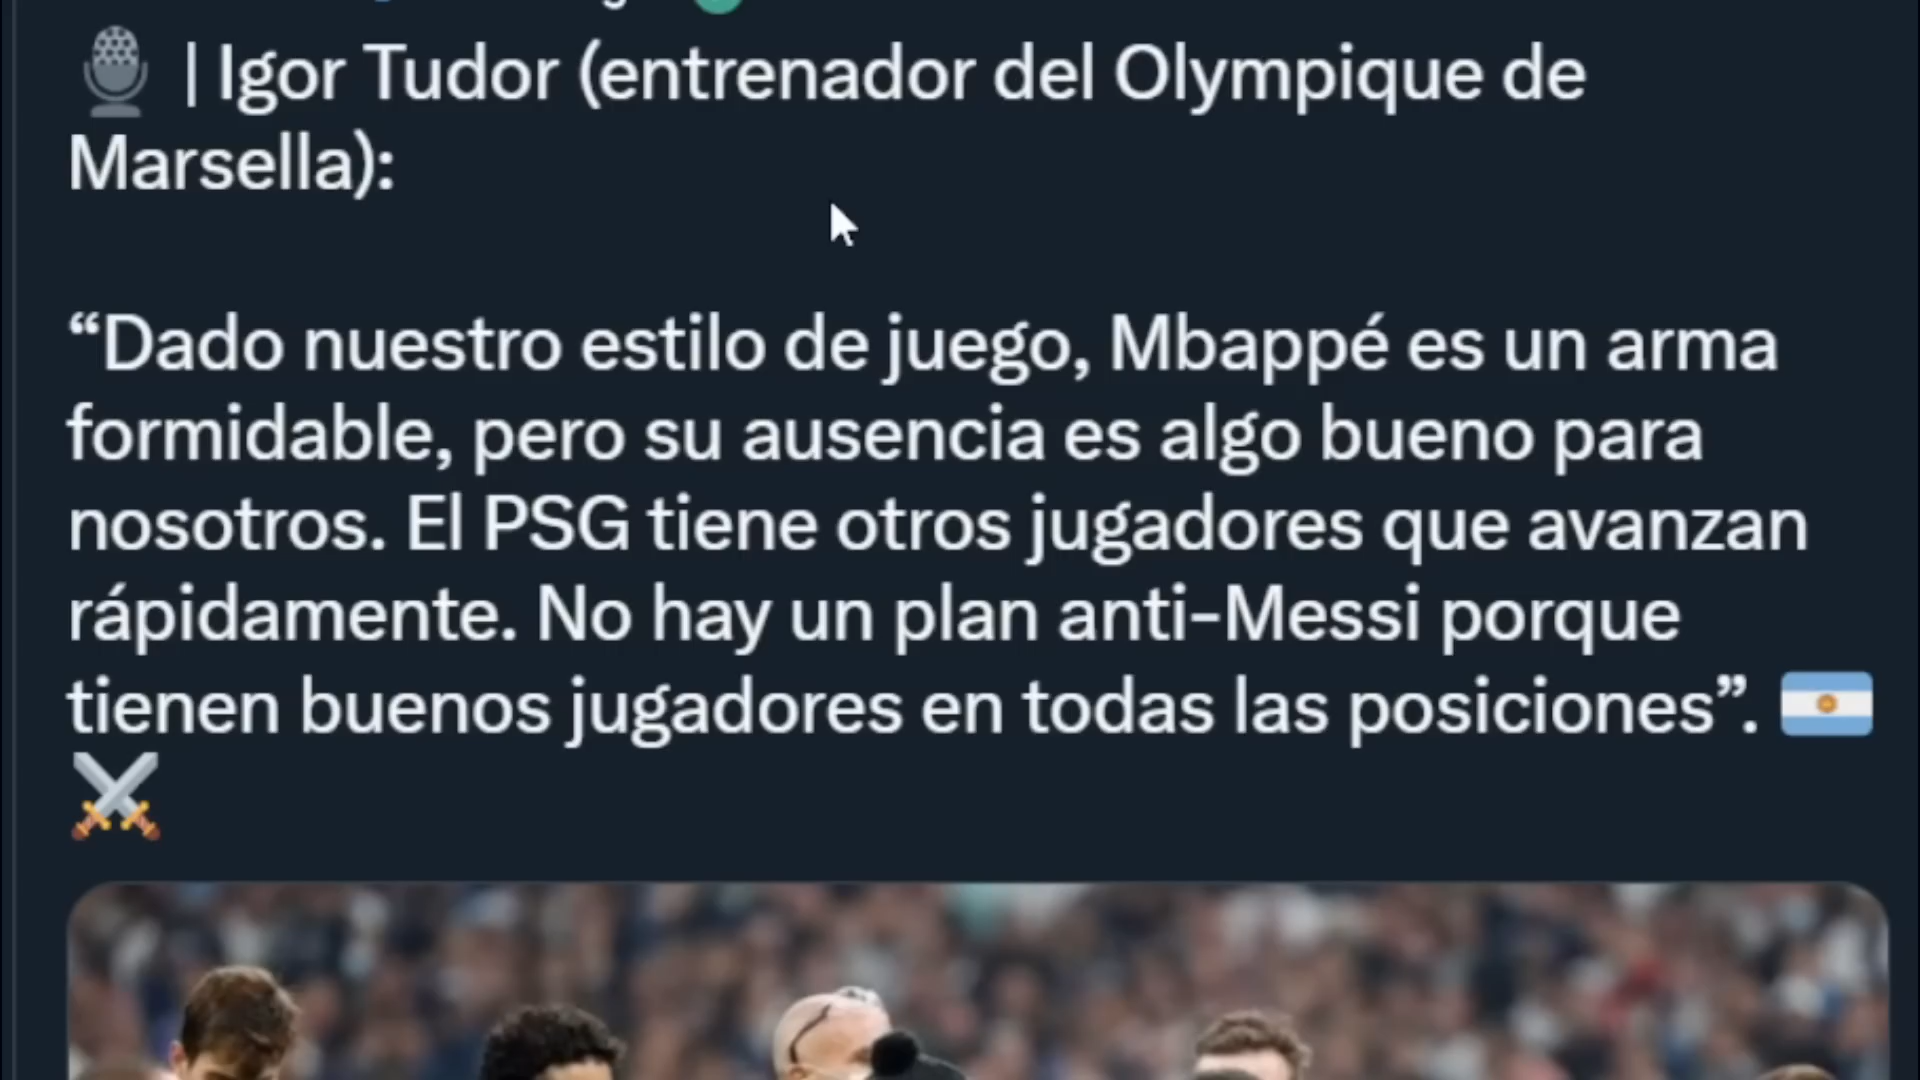 | Igor Tudor (entrenador del Olympique de
Marsella):
“Dado nuestro estilo de juego, Mbappé es un arma
formidable, pero su ausencia es algo bueno para
nosotros. El PSG tiene otros jugadores que avanzan
rápidamente. No hay un plan anti-Messi porque
tienen buenos jugadores en todas las posiciones”.